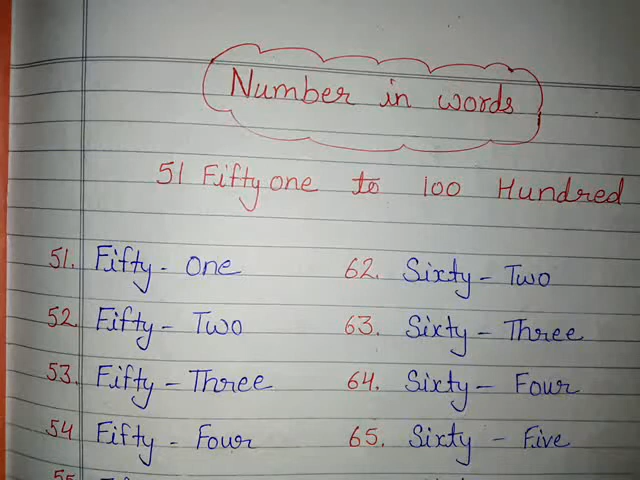 Number in words
51 Fifty one to 100 Hundred
51. Fifty - One
52 Fifty - Two
53. Fifty - Three
54 Fifty - Four
55
62. Sixty - Two
63. Sixty - Three
64. Sixty - Four
65. Sixty - Five